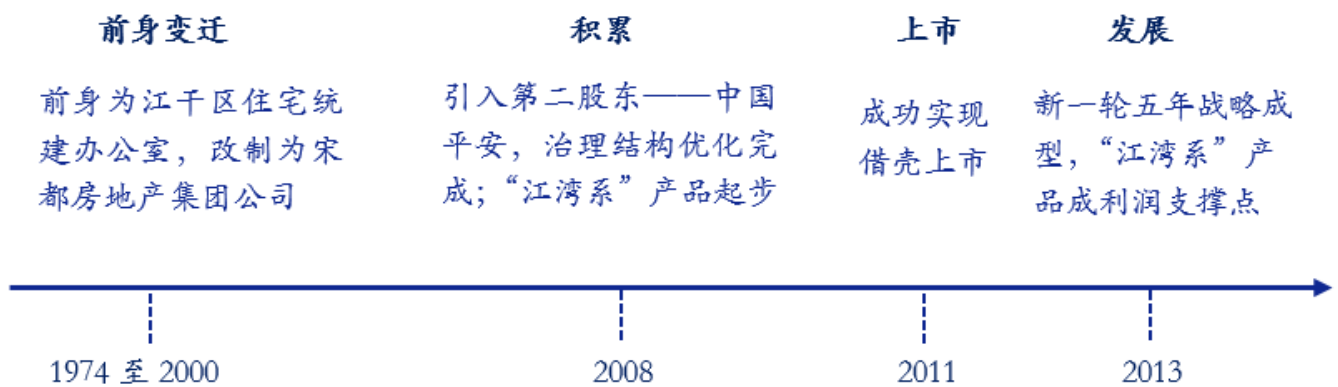 前身变迁
前身为江干区住宅统
建办公室，改制为宋
都房地产集团公司
积累
引入第二股东——中国
平安，治理结构优化完
成；“江湾系”产品起步
上市
成功实现
借壳上市
发展
新一轮五年战略成
型，“江湾系”产
品成利润支撑点
1974 至 2000
2008
2011
2013